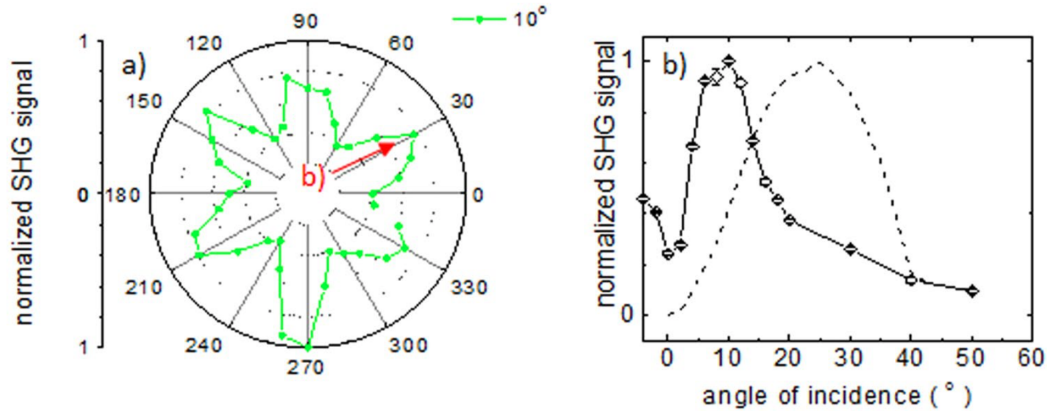 10°
a)
b)
normalized SHG signal
1
0
1
90
60
30
0
330
300
270
240
210
180
150
120
b)
normalized SHG signal
1
0
0 10 20 30 40 50 60
angle of incidence (°)